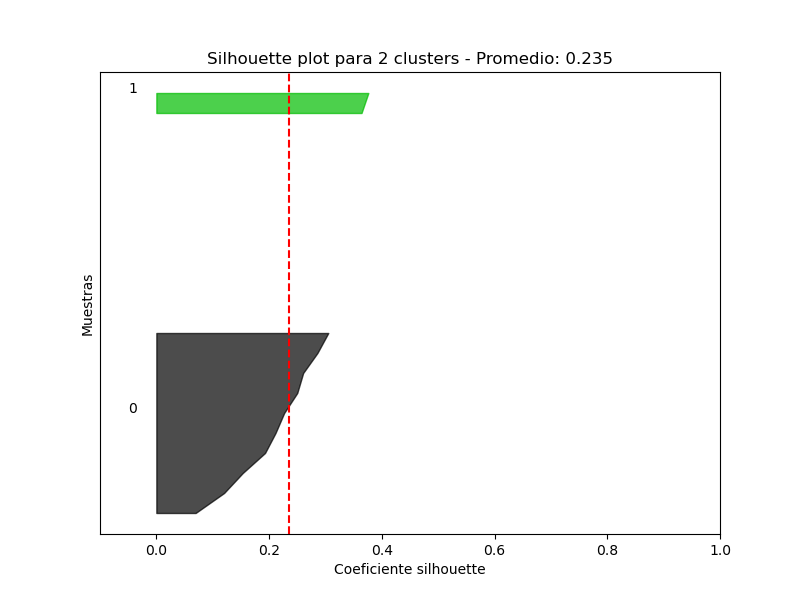 Silhouette plot para 2 clusters - Promedio: 0.235
1
0
Muestras
0.0 0.2 0.4 0.6 0.8 1.0
Coeficiente silhouette